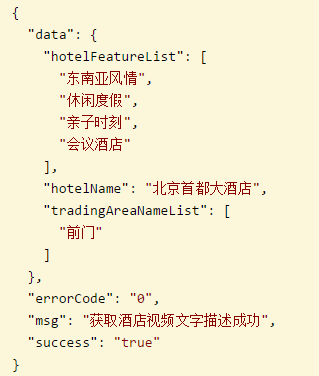 {
"data": {
"hotelFeatureList": [
"东南亚风情",
"休闲度假",
"亲子时刻",
"会议酒店"
],
"hotelName": "北京首都大酒店",
"tradingAreaNameList": [
"前门"
]
},
"errorCode": "0",
"msg": "获取酒店视频文字描述成功",
"success": "true"
}